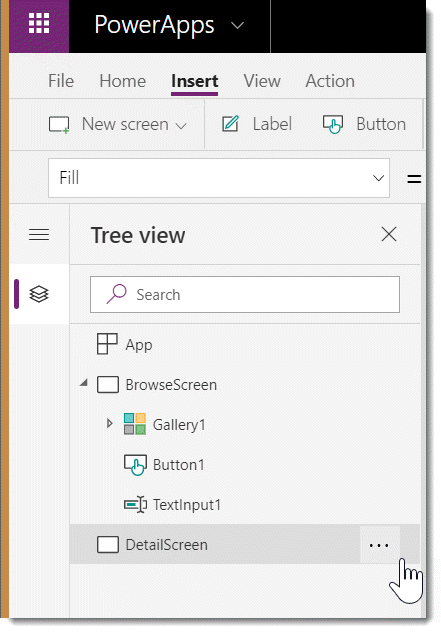 PowerApps
File Home Insert View Action
New screen Label Button
Fill =
Tree view
Search
App
BrowseScreen
Gallery1
Button1
TextInput1
DetailScreen ...